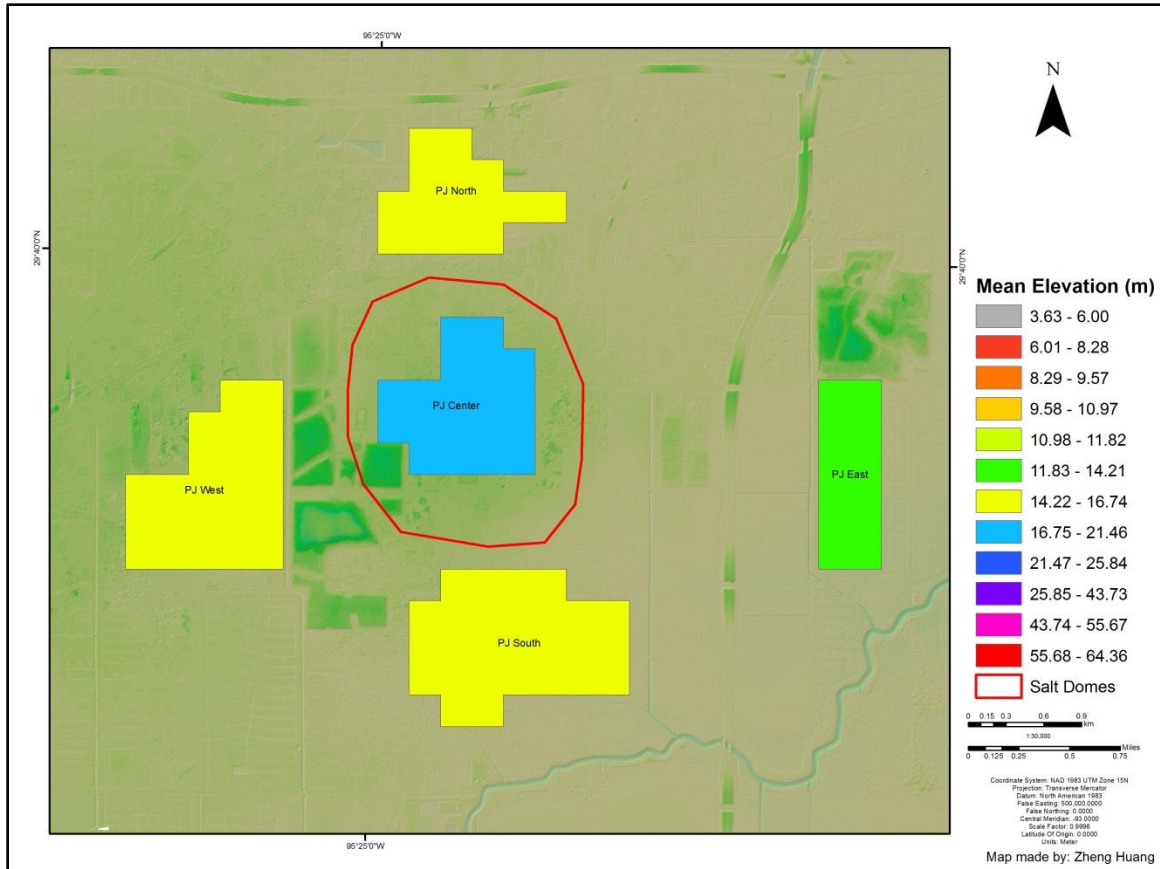 95°25'0"W
N
29°40'0"N
29°40'0"N
PJ North
PJ Center
PJ West
PJ East
PJ South
Mean Elevation (m)
3.63 - 6.00
6.01 - 8.28
8.29 - 9.57
9.58 - 10.97
10.98 - 11.82
11.83 - 14.21
14.22 - 16.74
16.75 - 21.46
21.47 - 25.84
25.85 - 43.73
43.74 - 55.67
55.68 - 64.36
Salt Domes
0 0.15 0.3 0.6 0.9
km
1:30,000
Miles
0 0.125 0.25 0.5 0.75
Coordinate System: NAD 1983 UTM Zone 15N
Projection: Transverse Mercator
Datum: North American 1983
False Easting: 500,000.0000
False Northing: 0.0000
Central Meridian: -93.0000
Scale Factor: 0.9996
Latitude Of Origin: 0.0000
Units: Meter
Map made by: Zheng Huang
95°25'0"W